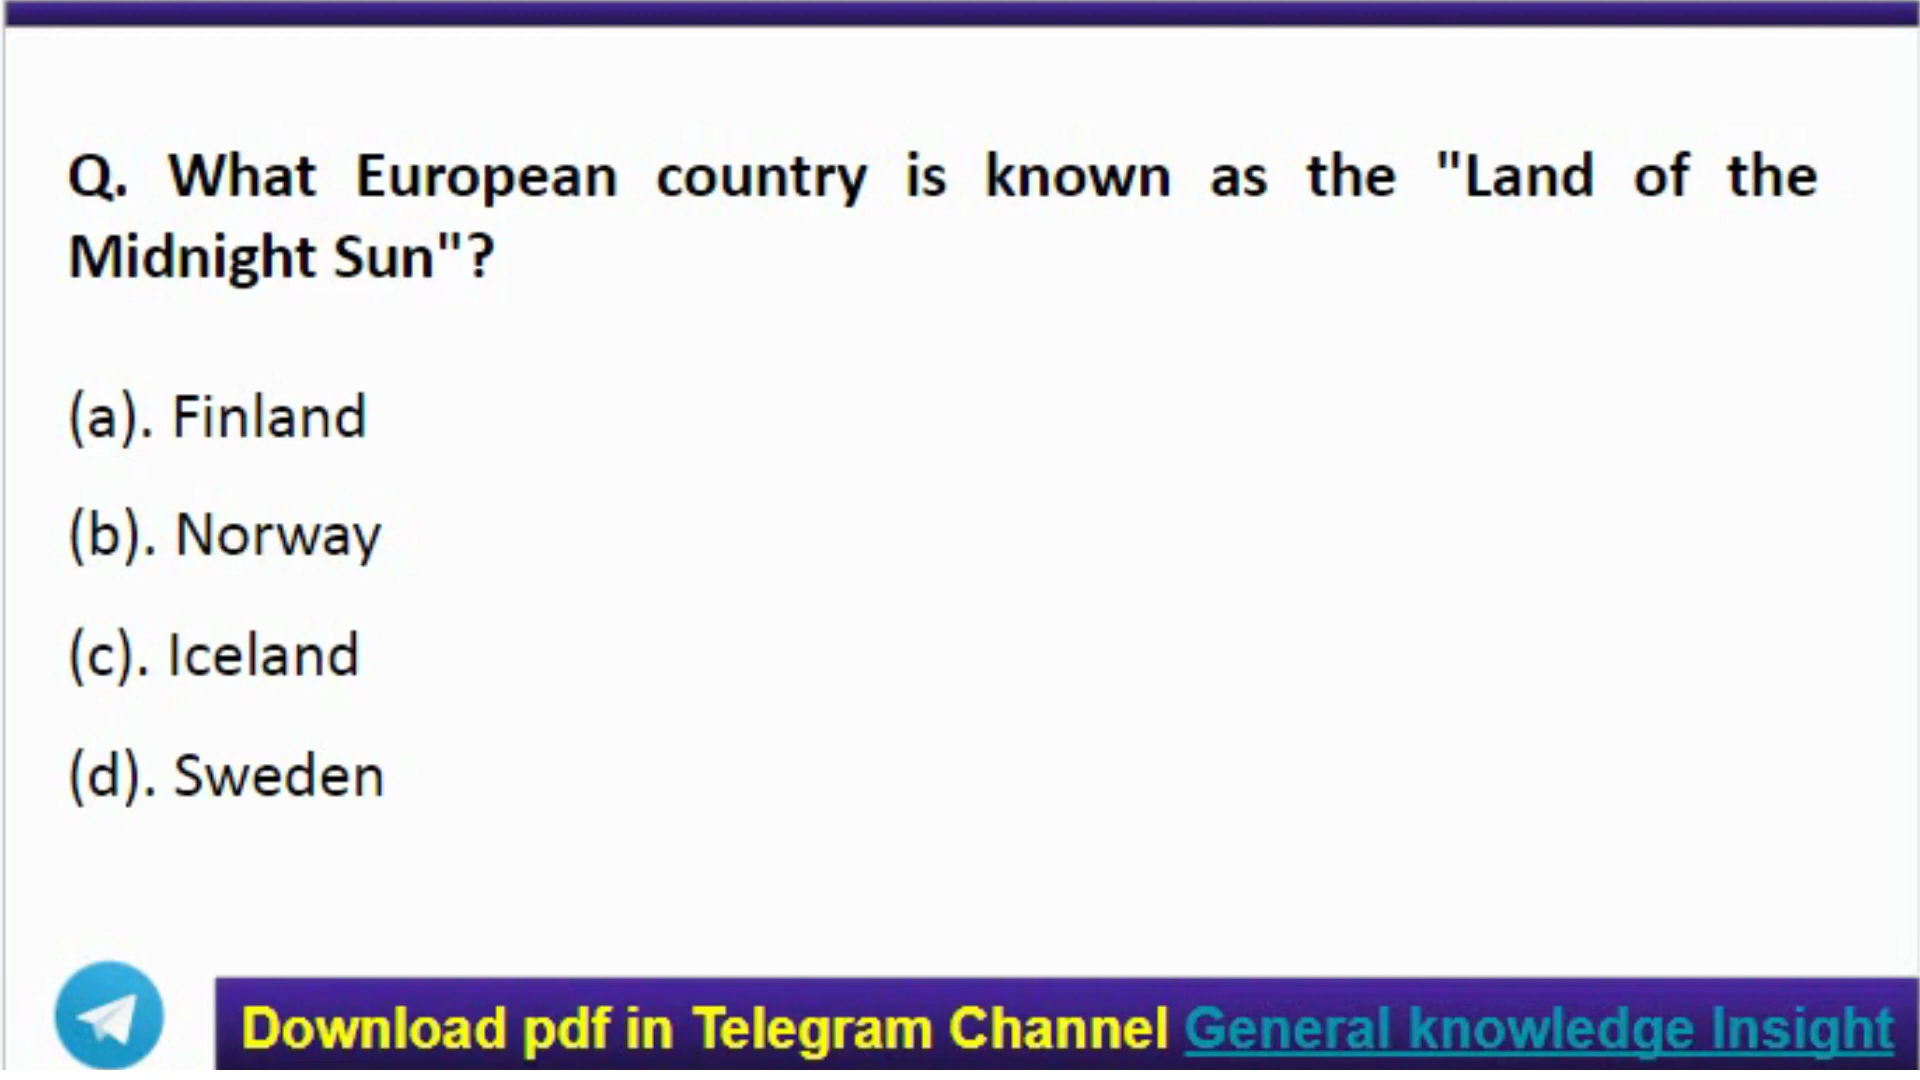 Q. What European country is known as the "Land of the
Midnight Sun"?
(a). Finland
(b). Norway
(c). Iceland
(d). Sweden
Download pdf in Telegram Channel General knowledge Insight